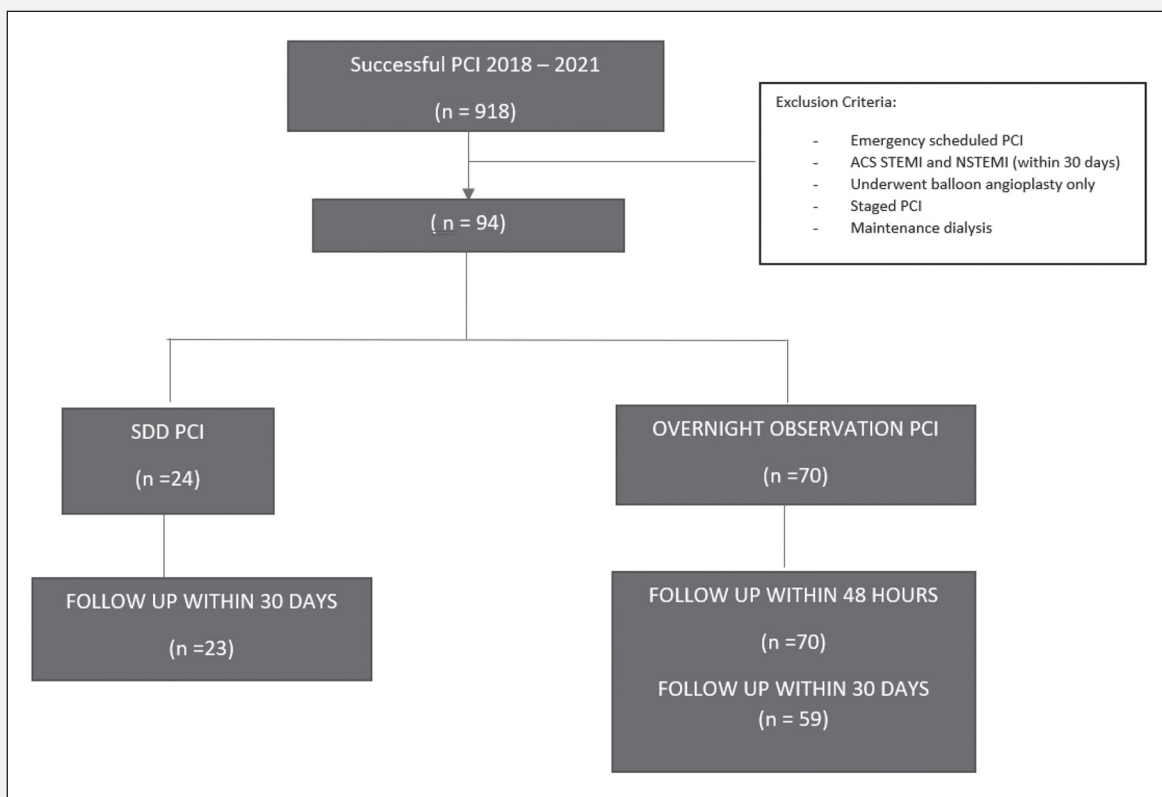 Successful PCI 2018 – 2021
(n = 918)
Exclusion Criteria:
- Emergency scheduled PCI
- ACS STEMI and NSTEMI (within 30 days)
- Underwent balloon angioplasty only
- Staged PCI
- Maintenance dialysis
( n = 94)
SDD PCI
(n =24)
OVERNIGHT OBSERVATION PCI
(n =70)
FOLLOW UP WITHIN 30 DAYS
(n =23)
FOLLOW UP WITHIN 48 HOURS
(n =70)
FOLLOW UP WITHIN 30 DAYS
(n = 59)